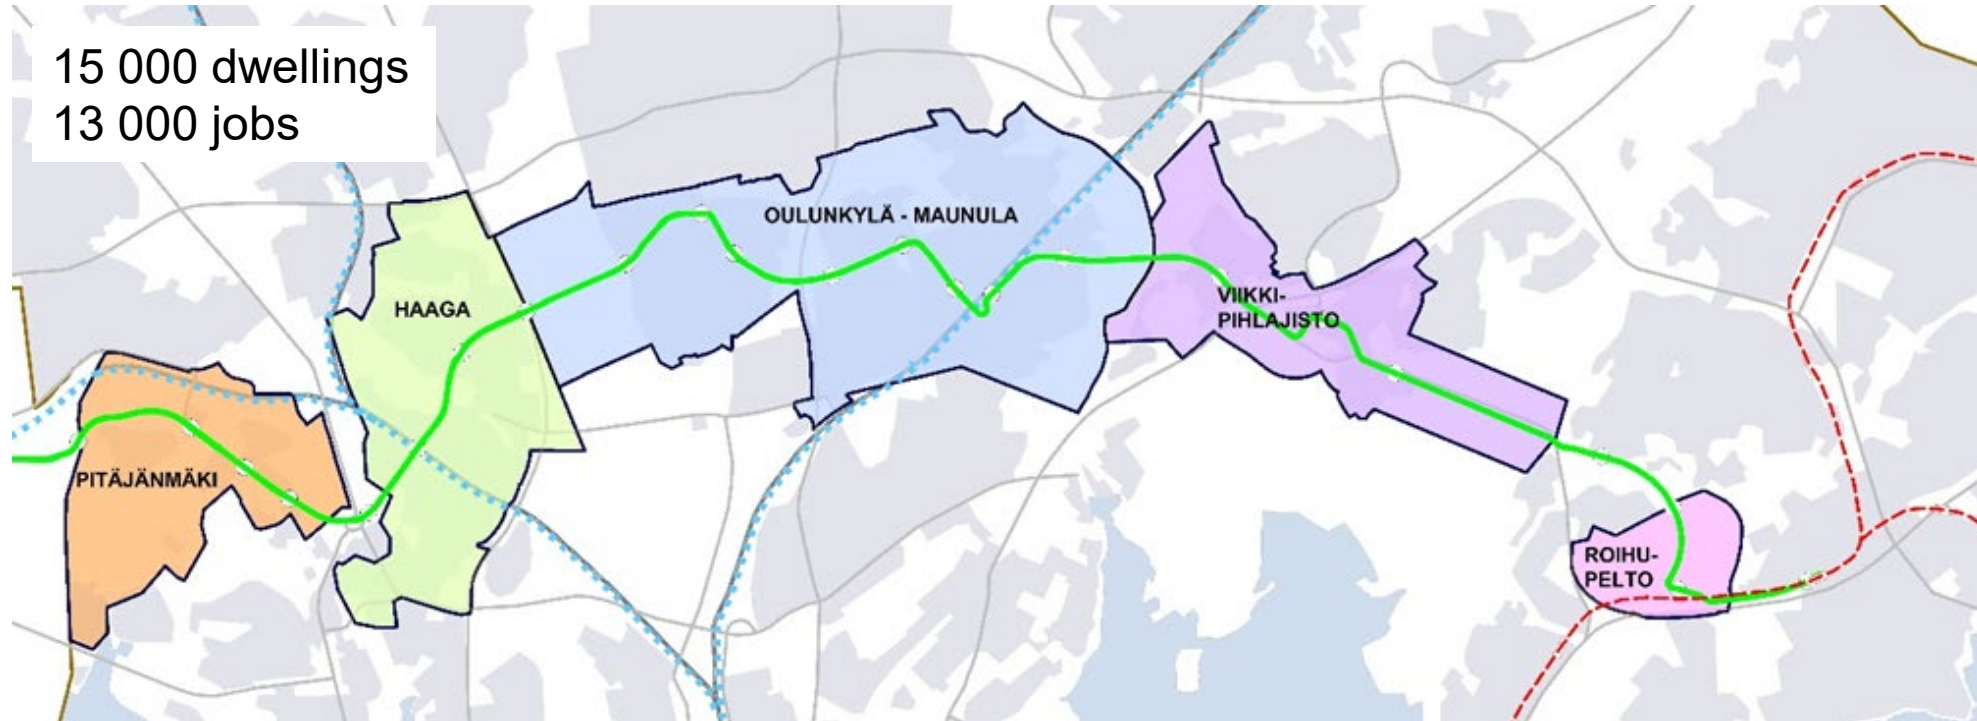 15 000 dwellings
13 000 jobs
OULUNKYLÄ - MAUNULA
HAAGA
VIIKKI-
PIHLAJISTO
PITÄJÄNMÄKI
ROIHU-
PELTO